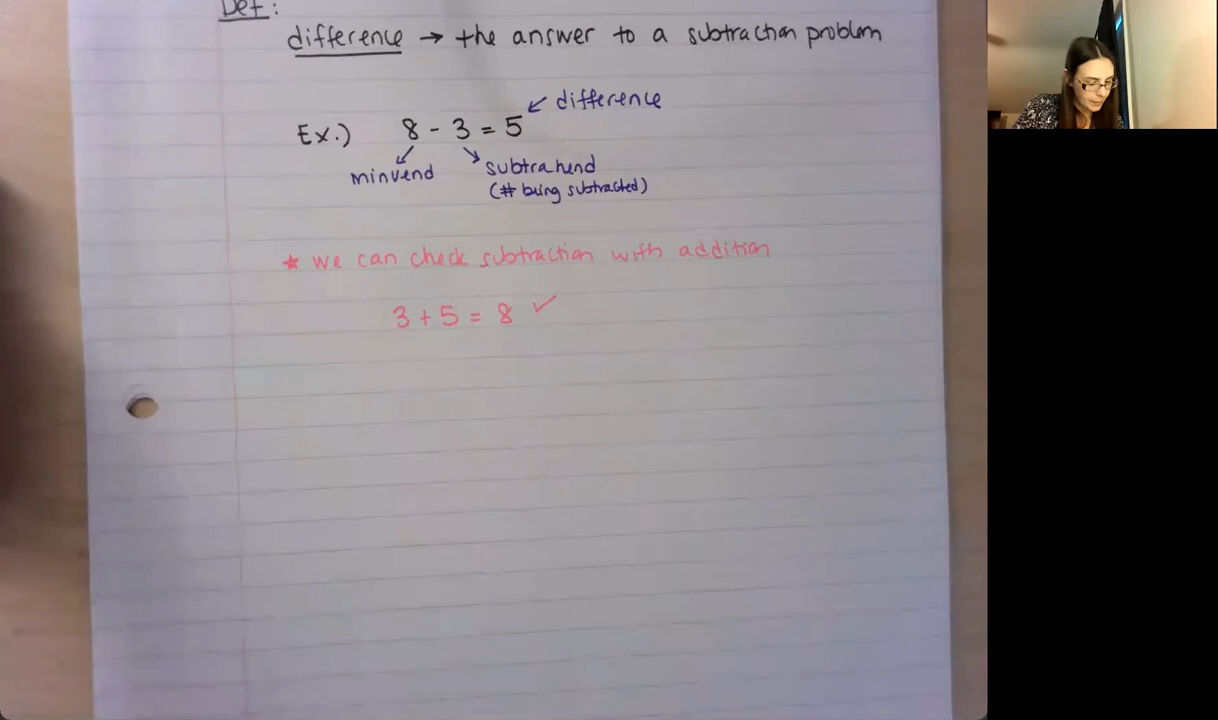 Def:
difference → the answer to a subtraction problem
← difference
Ex.) 8 - 3 = 5
minuend subtrahend
(# being subtracted)
★ we can check subtraction with addition
3 + 5 = 8 ✓